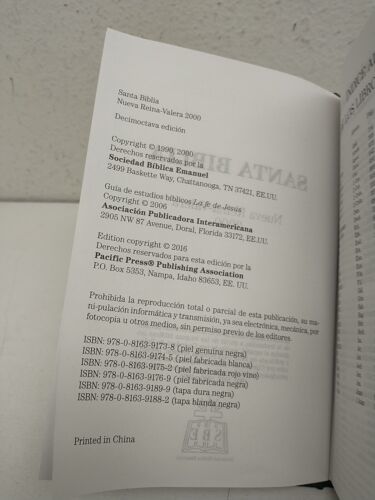 Santa Biblia
Nueva Reina-Valera 2000
Decimoctava edición
Copyright © 1990, 2000
Derechos reservados por la
Sociedad Bíblica Emanuel
2499 Baskette Way, Chattanooga, TN 37421, EE.UU.
Guía de estudios bíblicos La fe de Jesús
Copyright © 2006
Asociación Publicadora Interamericana
2905 NW 87 Avenue, Doral, Florida 33172, EE.UU.
Edition copyright © 2016
Derechos reservados para esta edición por la
Pacific Press® Publishing Association
P.O. Box 5353, Nampa, Idaho 83653, EE. UU.
Prohibida la reproducción total o parcial de esta publicación, su ma-
ni-pulación informática y transmisión, ya sea electrónica, mecánica, por
fotocopia u otros medios, sin permiso previo de los editores.
ISBN: 978-0-8163-9173-8 (piel genuina negra)
ISBN: 978-0-8163-9174-5 (piel fabricada blanca)
ISBN: 978-0-8163-9175-2 (piel fabricada rojo vino)
ISBN: 978-0-8163-9176-9 (piel fabricada negra)
ISBN: 978-0-8163-9189-9 (tapa dura negra)
ISBN: 978-0-8163-9188-2 (tapa blanda negra)
Printed in China